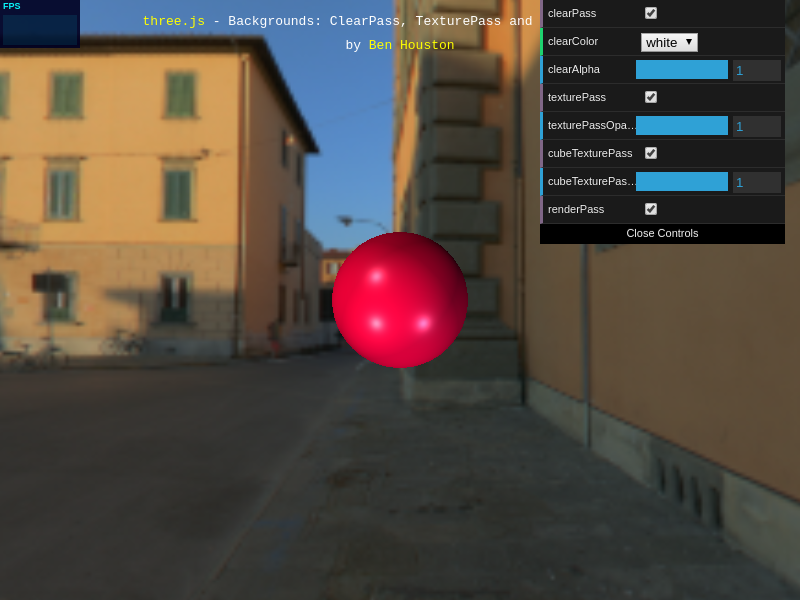 FPS
three.js - Backgrounds: ClearPass, TexturePass and
by Ben Houston
clearPass
clearColor white
clearAlpha 1
texturePass
texturePassOpa... 1
cubeTexturePass
cubeTexturePas... 1
renderPass
Close Controls